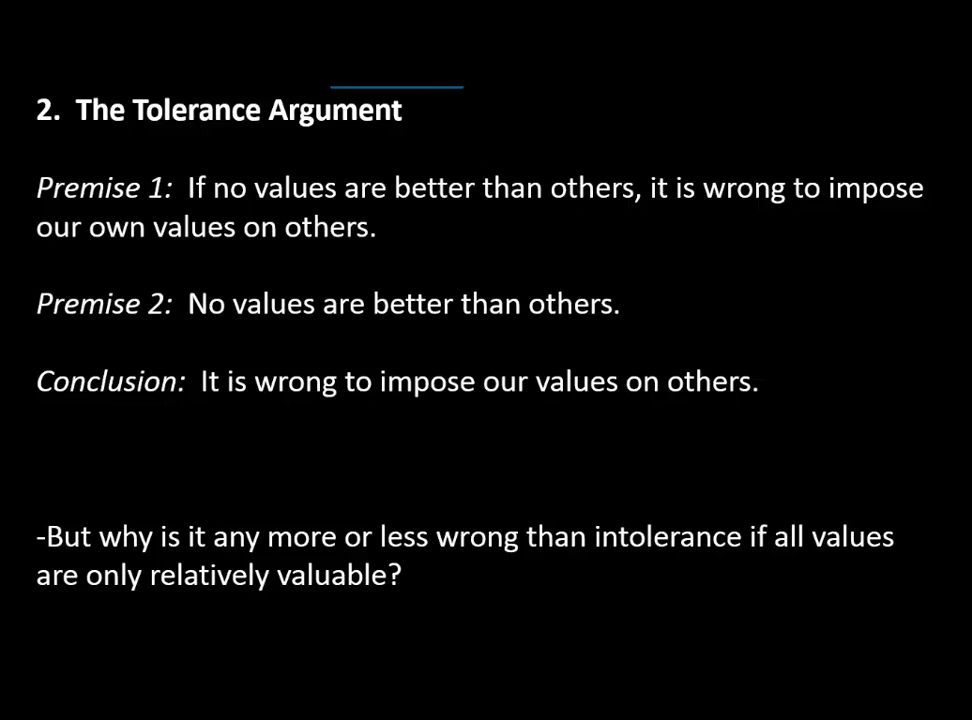 2. The Tolerance Argument
Premise 1: If no values are better than others, it is wrong to impose
our own values on others.
Premise 2: No values are better than others.
Conclusion: It is wrong to impose our values on others.
-But why is it any more or less wrong than intolerance if all values
are only relatively valuable?